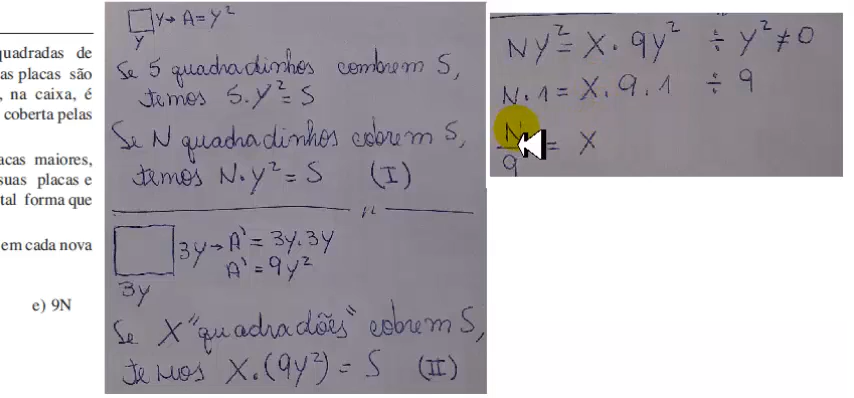 quadradas de
as placas são
, na caixa, é
coberta pelas
acas maiores,
suas placas e
tal forma que
em cada nova
e) 9N
y → A = y²
y
Se 5 quadradinhos combrem S,
temos 5.y² = S
Se N quadradinhos cobrem S,
temos N.y² = S (I)
3y → A' = 3y.3y
A' = 9y²
3y
Se X "quadradões" cobrem S,
temos X.(9y²) = S (II)
Ny² = X.9y² ÷ y² ≠ 0
N.1 = X.9.1 ÷ 9
N/9 = X